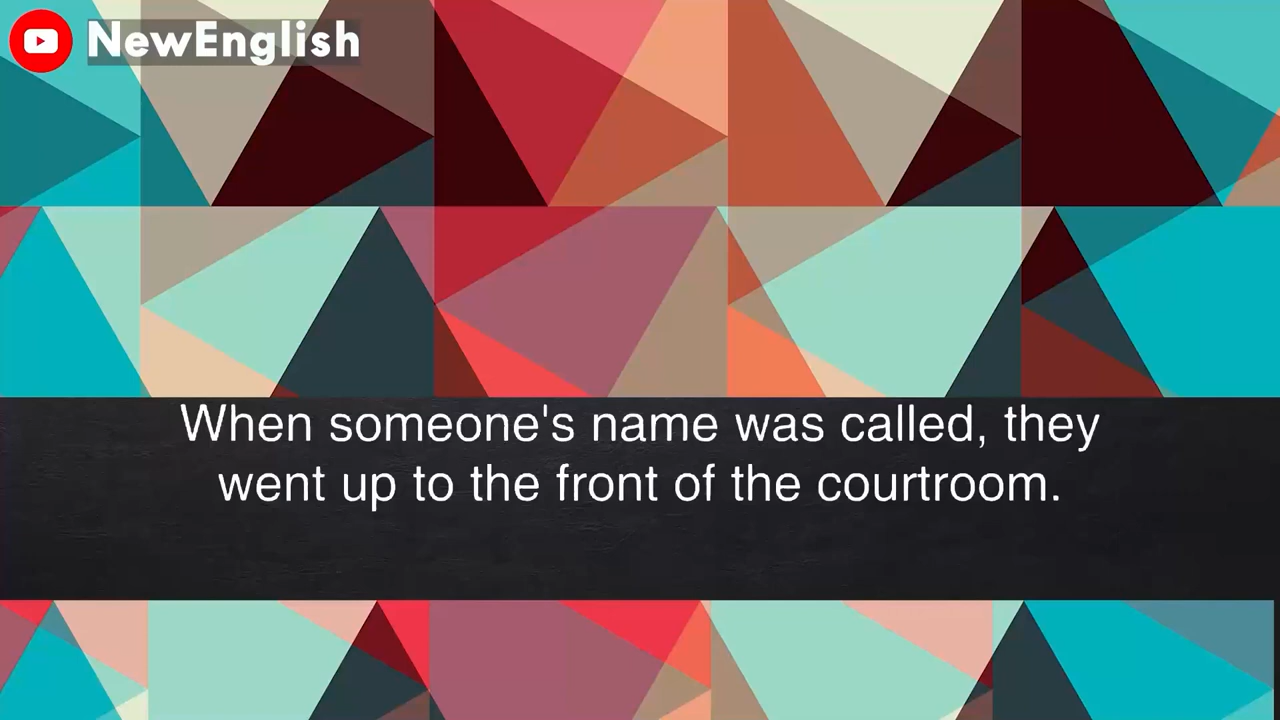 NewEnglish
When someone's name was called, they
went up to the front of the courtroom.